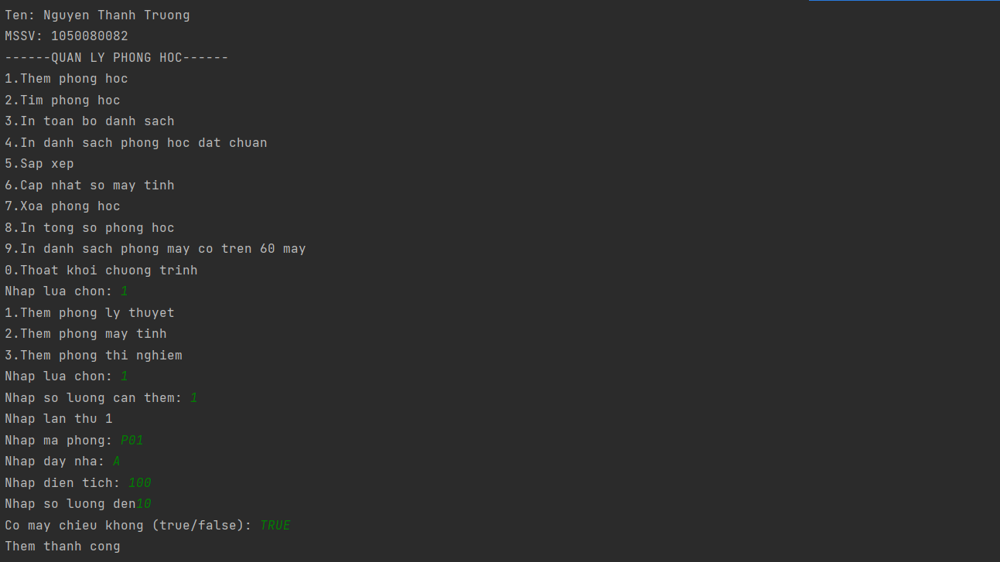 Ten: Nguyen Thanh Truong
MSSV: 1050080082
------QUAN LY PHONG HOC------
1.Them phong hoc
2.Tim phong hoc
3.In toan bo danh sach
4.In danh sach phong hoc dat chuan
5.Sap xep
6.Cap nhat so may tinh
7.Xoa phong hoc
8.In tong so phong hoc
9.In danh sach phong may co tren 60 may
0.Thoat khoi chuong trinh
Nhap lua chon: 1
1.Them phong ly thuyet
2.Them phong may tinh
3.Them phong thi nghiem
Nhap lua chon: 1
Nhap so luong can them: 1
Nhap lan thu 1
Nhap ma phong: P01
Nhap day nha: A
Nhap dien tich: 100
Nhap so luong den10
Co may chieu khong (true/false): TRUE
Them thanh cong